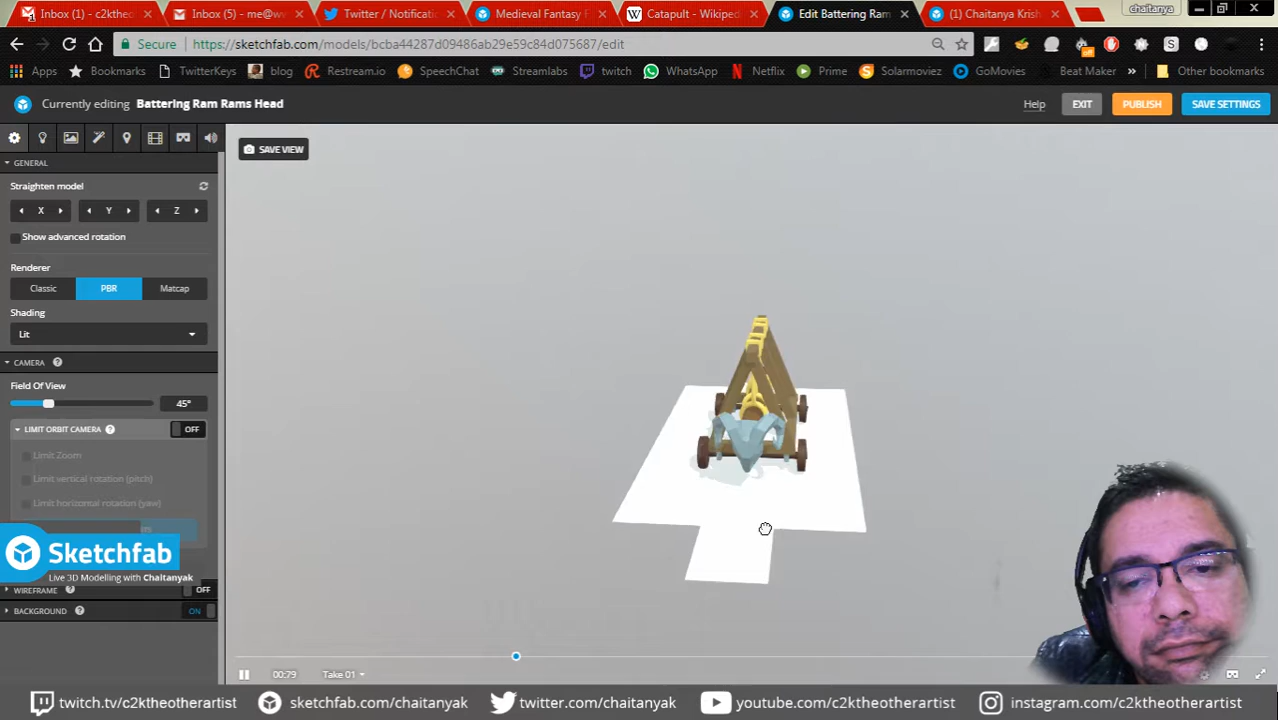 Inbox (1) - c2kthe
Inbox (5) - me@w
Twitter / Notificati
Medieval Fantasy
Catapult - Wikiped
Edit Battering Ram
(1) Chaitanya Krish
chaitanya
Secure
https://sketchfab.com/models/bcba44287d09486ab29e59c84d075687/edit
Apps
Bookmarks
TwitterKeys
blog
Restream.io
SpeechChat
Streamlabs
twitch
WhatsApp
Netflix
Prime
Solarmoviez
GoMovies
Beat Maker
»
Other bookmarks
Currently editing Battering Ram Rams Head
Help
EXIT
PUBLISH
SAVE SETTINGS
SAVE VIEW
GENERAL
Straighten model
X
Y
Z
Show advanced rotation
Renderer
Classic
PBR
Matcap
Shading
Lit
CAMERA ?
Field Of View
45°
LIMIT ORBIT CAMERA ?
OFF
Limit Zoom
Limit vertical rotation (pitch)
Limit horizontal rotation (yaw)
Sketchfab
Live 3D Modelling with Chaitanyak
WIREFRAME ?
OFF
BACKGROUND ?
ON
00:79
Take 01
twitch.tv/c2ktheotherartist
sketchfab.com/chaitanyak
twitter.com/chaitanyak
youtube.com/c2ktheotherartist
instagram.com/c2ktheotherartist